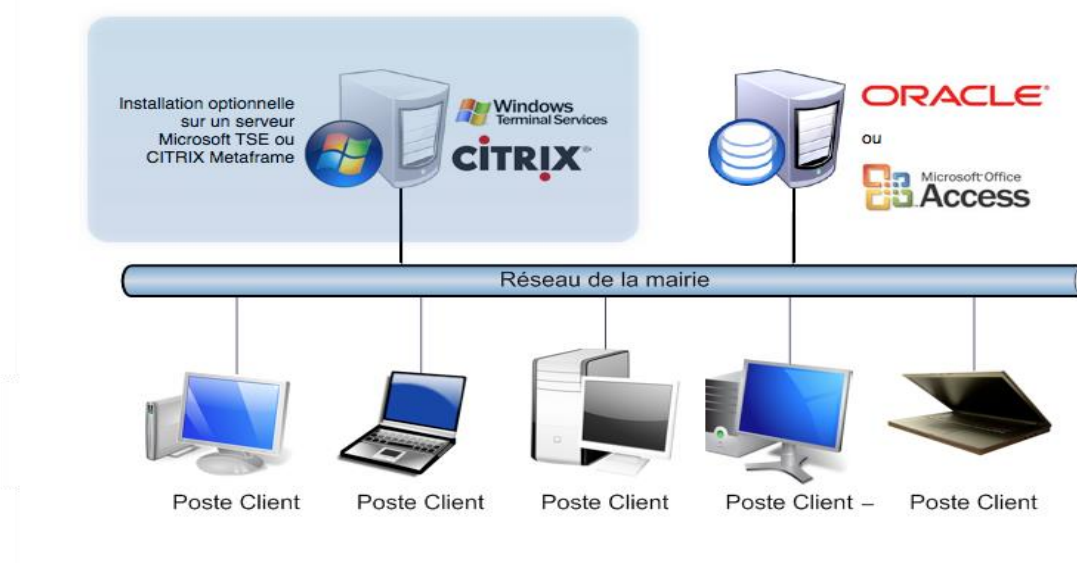 Installation optionnelle
sur un serveur
Microsoft TSE ou
CITRIX Metaframe
Windows
Terminal Services
CITRIX
ORACLE
ou
Microsoft Office
Access
Réseau de la mairie
Poste Client
Poste Client
Poste Client
Poste Client –
Poste Client